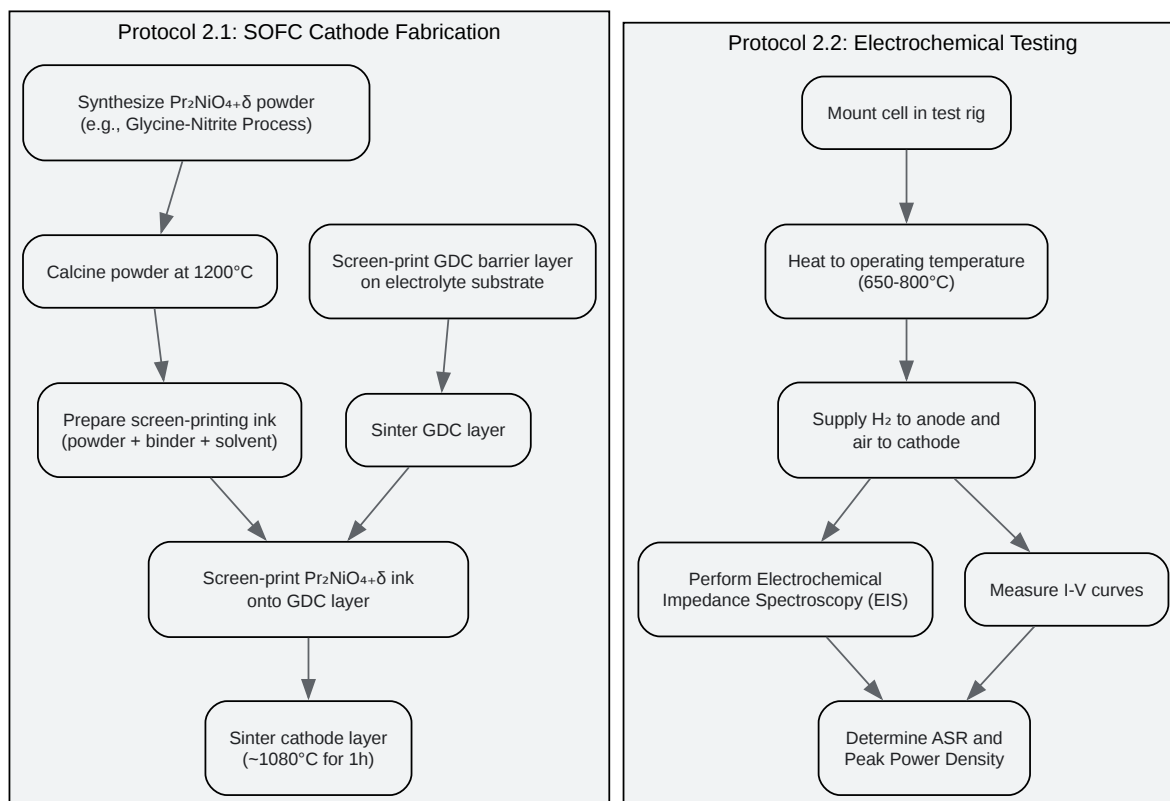 Protocol 2.1: SOFC Cathode Fabrication
Synthesize Pr₂NiO₄₊δ powder
(e.g., Glycine-Nitrite Process)
Calcine powder at 1200°C
Screen-print GDC barrier layer
on electrolyte substrate
Prepare screen-printing ink
(powder + binder + solvent)
Sinter GDC layer
Screen-print Pr₂NiO₄₊δ ink
onto GDC layer
Sinter cathode layer
(~1080°C for 1h)
Protocol 2.2: Electrochemical Testing
Mount cell in test rig
Heat to operating temperature
(650-800°C)
Supply H₂ to anode and
air to cathode
Perform Electrochemical
Impedance Spectroscopy (EIS)
Measure I-V curves
Determine ASR and
Peak Power Density